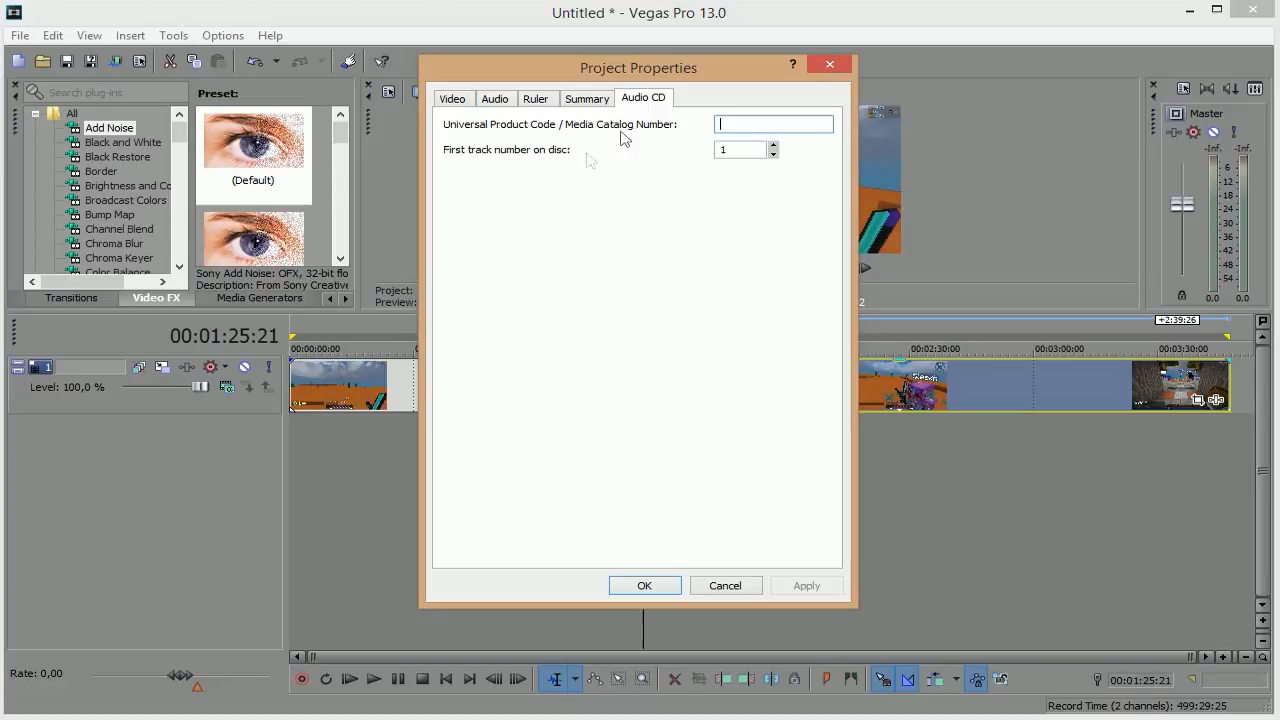 Untitled * - Vegas Pro 13.0
File Edit View Insert Tools Options Help
Search plug-ins
All
Add Noise
Black and White
Black Restore
Border
Brightness and Co
Broadcast Colors
Bump Map
Channel Blend
Chroma Blur
Chroma Keyer
Color Balance
Preset:
(Default)
Sony Add Noise: OFX, 32-bit flo
Description: From Sony Creative
Transitions Video FX Media Generators
Project:
Preview:
Project Properties
Video Audio Ruler Summary Audio CD
Universal Product Code / Media Catalog Number:
First track number on disc: 1
OK Cancel Apply
2
Master
-Inf. -Inf.
6
12
18
24
30
36
42
48
54
0,0 0,0
00:01:25:21
+2:39:26
00:00:00:00 00:02:30:00 00:03:00:00 00:03:30:00
1
Level: 100,0 %
Rate: 0,00
00:01:25:21
Record Time (2 channels): 499:29:25